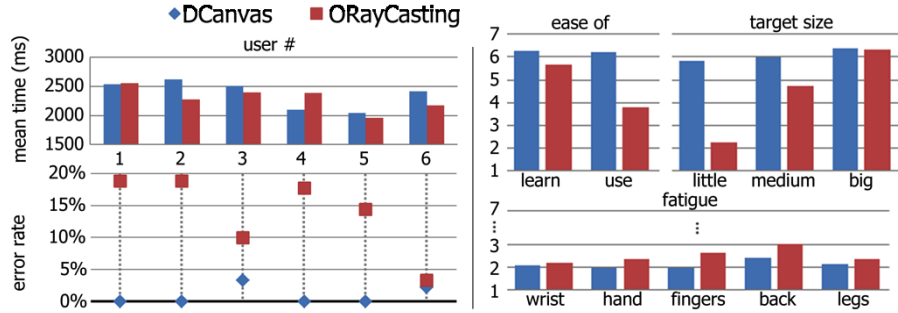 DCanvas ORayCasting
user #
mean time (ms)
3000
2500
2000
1500
1 2 3 4 5 6
error rate
20%
15%
10%
5%
0%
ease of target size
7
6
5
4
3
2
1
learn use little medium big
fatigue
7
⋮ ⋮
3
2
1
wrist hand fingers back legs